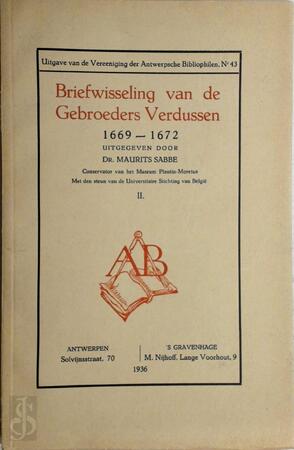 Uitgave van de Vereeniging der Antwerpsche Bibliophilen, Nr 43
Briefwisseling van de
Gebroeders Verdussen
1669 — 1672
UITGEGEVEN DOOR
DR. MAURITS SABBE
Conservator van het Museum Plantin-Moretus
Met den steun van de Universitaire Stichting van België
II.
AB
ANTWERPEN
Solvijnsstraat, 70
'S GRAVENHAGE
M. Nijhoff, Lange Voorhout, 9
1936